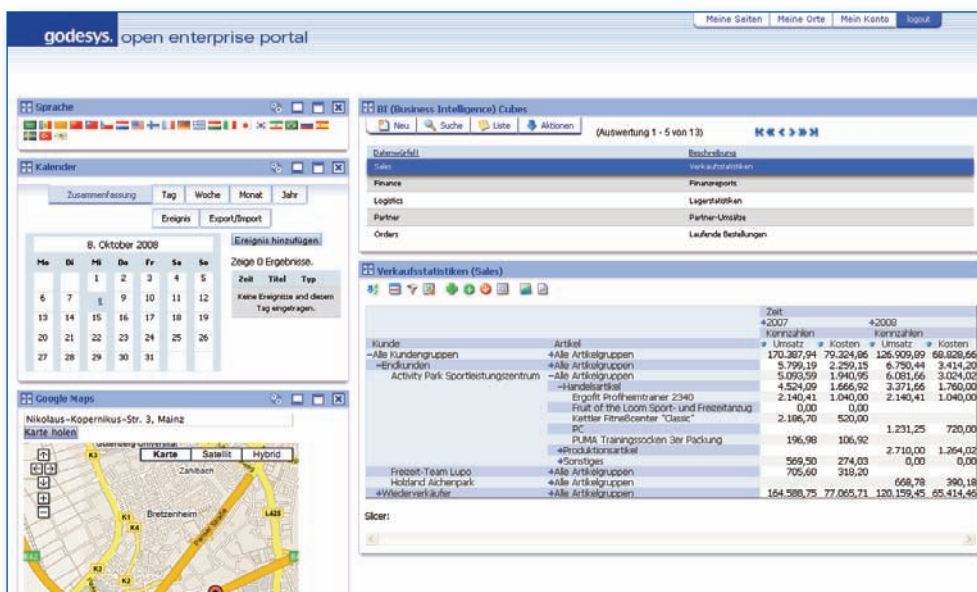 Meine Seiten Meine Orte Mein Konto logout
godesys. open enterprise portal
Sprache
Kalender
Zusammenfassung Tag Woche Monat Jahr
Ereignis Export/Import
8. Oktober 2008
Mo Di Mi Do Fr Sa So
1 2 3 4 5
6 7 8 9 10 11 12
13 14 15 16 17 18 19
20 21 22 23 24 25 26
27 28 29 30 31
Ereignis hinzufügen
Zeige 0 Ergebnisse.
Zeit Titel Typ
Keine Ereignisse and diesem
Tag eingetragen.
Google Maps
Nikolaus-Kopernikus-Str. 3, Mainz
Karte holen
Karte Satellit Hybrid
Gutenberg-Universität
Zahlbach
Bretzenheim
Pariser Straße
K3
K1
K4
L425
K3
K2
BI (Business Intelligence) Cubes
Neu Suche Liste Aktionen (Auswertung 1 - 5 von 13)
Datenwürfel1 Beschreibung
Sales Verkaufsstatistiken
Finance Finanzreports
Logistics Lagerstatistiken
Partner Partner-Umsätze
Orders Laufende Bestellungen
Verkaufsstatistiken (Sales)
Zeit
+2007 +2008
Kennzahlen Kennzahlen
Kunde Artikel Umsatz Kosten Umsatz Kosten
-Alle Kundengruppen +Alle Artikelgruppen 170.387,94 79.324,86 126.909,89 68.828,66
-Endkunden +Alle Artikelgruppen 5.799,19 2.259,15 6.750,44 3.414,20
Activity Park Sportleistungszentrum -Alle Artikelgruppen 5.093,59 1.940,95 6.081,66 3.024,02
-Handelsartikel 4.524,09 1.666,92 3.371,66 1.760,00
Ergofit Profiheimtrainer 2340 2.140,41 1.040,00 2.140,41 1.040,00
Fruit of the Loom Sport- und Freizeitanzug 0,00 0,00
Kettler Fitneßcenter "Classic" 2.186,70 520,00
PC 1.231,25 720,00
PUMA Trainingssocken 3er Packung 196,98 106,92
+Produktionsartikel 2.710,00 1.264,02
+Sonstiges 569,50 274,03 0,00 0,00
Freizeit-Team Lupo +Alle Artikelgruppen 705,60 318,20
Holzland Aichenpark +Alle Artikelgruppen 668,78 390,18
+Wiederverkäufer +Alle Artikelgruppen 164.588,75 77.065,71 120.159,45 65.414,46
Slicer: